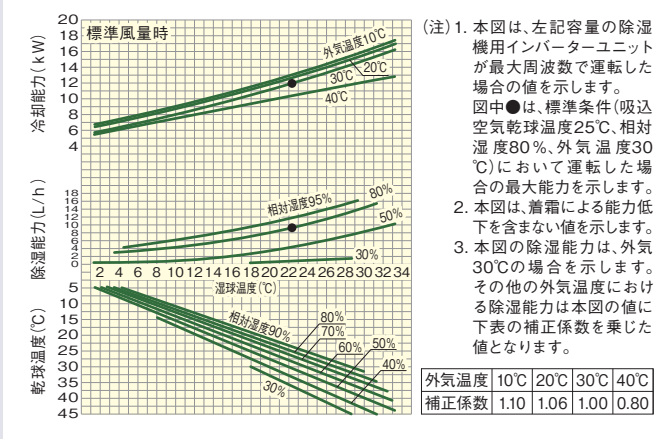 標準風量時
冷却能力(kW)
20
18
16
14
12
10
8
6
4
外気温度10℃
20℃
30℃
40℃
除湿能力(L/h)
18
16
14
12
10
8
6
4
2
0
相対湿度95%
80%
50%
30%
2 4 6 8 10 12 14 16 18 20 22 24 26 28 30 32 34
湿球温度(℃)
乾球温度(℃)
5
10
15
20
25
30
35
40
45
相対湿度90%
80%
70%
60%
50%
40%
30%
(注)1. 本図は、左記容量の除湿
機用インバーターユニット
が最大周波数で運転した
場合の値を示します。
図中●は、標準条件(吸込
空気乾球温度25℃、相対
湿度80%、外気温度30
℃)において運転した場
合の最大能力を示します。
2. 本図は、着霜による能力低
下を含まない値を示します。
3. 本図の除湿能力は、外気
30℃の場合を示します。
その他の外気温度におけ
る除湿能力は本図の値に
下表の補正係数を乗じた
値となります。
外気温度 10℃ 20℃ 30℃ 40℃
補正係数 1.10 1.06 1.00 0.80